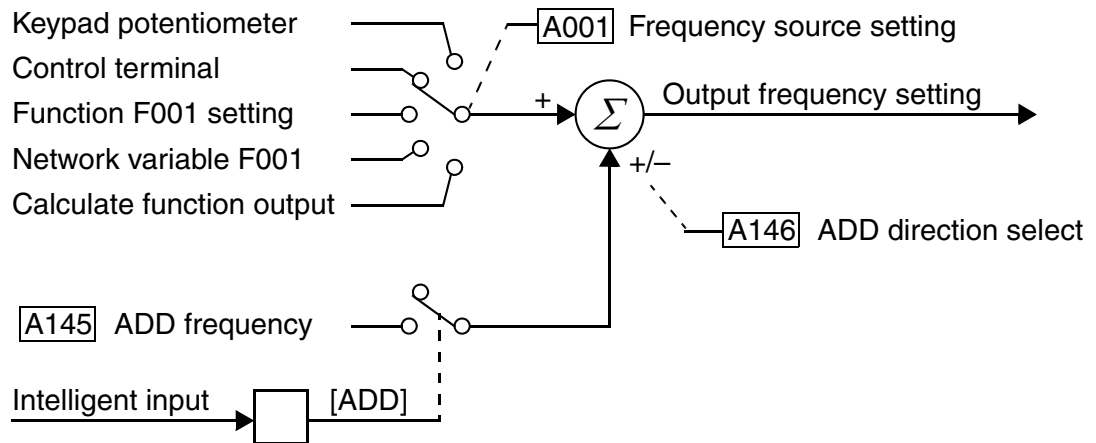 Keypad potentiometer
A001 Frequency source setting
Control terminal
Function F001 setting
+
Σ
Output frequency setting
Network variable F001
+/–
Calculate function output
A146 ADD direction select
A145 ADD frequency
Intelligent input
[ADD]